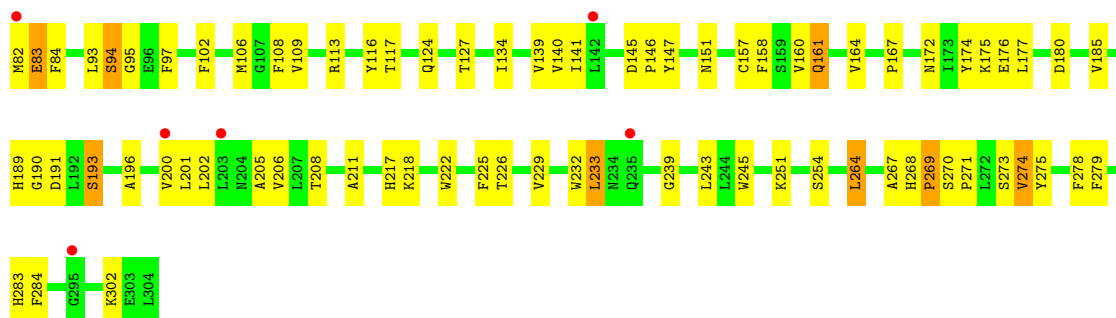 M82 E83 F84 L93 S94 G95 E96 F97 F102 M106 G107 F108 V109 R113 Y116 T117 Q124 T127 I134 V139 V140 I141 L142 D145 P146 Y147 N151 C157 F158 S159 V160 Q161 V164 P167 N172 I173 Y174 K175 E176 L177 D180 V185
H189 G190 D191 L192 S193 A196 V200 L201 L202 L203 N204 A205 V206 L207 T208 A211 H217 K218 W222 F225 T226 V229 W232 L233 N234 Q235 G239 L243 L244 W245 K251 S254 L264 A267 H268 P269 S270 P271 L272 S273 V274 Y275 F278 F279
H283 F284 G295 K302 E303 L304